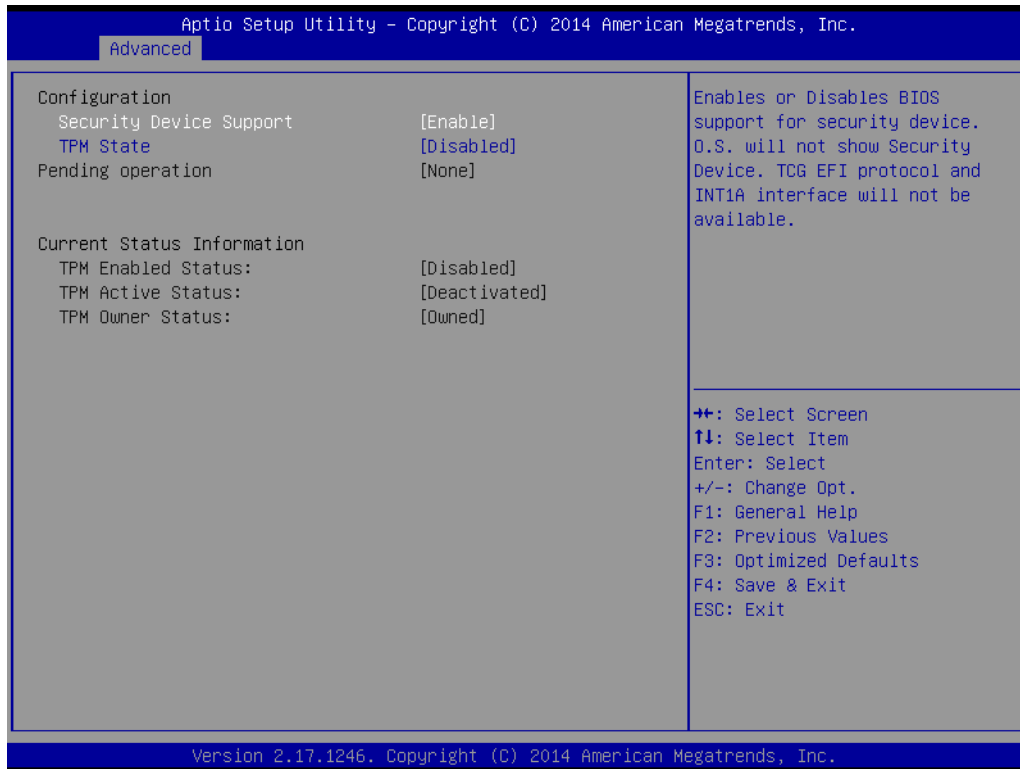 Aptio Setup Utility – Copyright (C) 2014 American Megatrends, Inc.
Advanced
Configuration
Security Device Support [Enable]
TPM State [Disabled]
Pending operation [None]
Current Status Information
TPM Enabled Status: [Disabled]
TPM Active Status: [Deactivated]
TPM Owner Status: [Owned]
Enables or Disables BIOS
support for security device.
O.S. will not show Security
Device. TCG EFI protocol and
INT1A interface will not be
available.
→←: Select Screen
↑↓: Select Item
Enter: Select
+/-: Change Opt.
F1: General Help
F2: Previous Values
F3: Optimized Defaults
F4: Save & Exit
ESC: Exit
Version 2.17.1246. Copyright (C) 2014 American Megatrends, Inc.